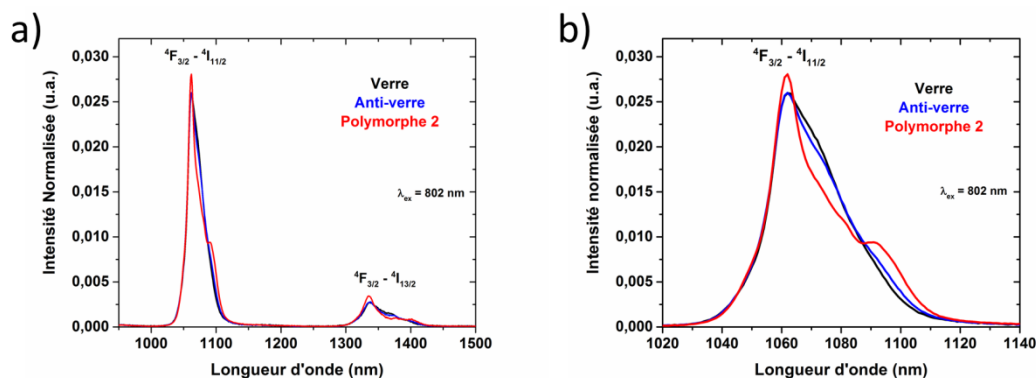 a)
Intensité Normalisée (u.a.)
0,030
0,025
0,020
0,015
0,010
0,005
0,000
⁴F₃/₂ - ⁴I₁₁/₂
Verre
Anti-verre
Polymorphe 2
λₑₓ = 802 nm
⁴F₃/₂ - ⁴I₁₃/₂
1000 1100 1200 1300 1400 1500
Longueur d'onde (nm)
b)
Intensité normalisée (u.a.)
0,030
0,025
0,020
0,015
0,010
0,005
0,000
⁴F₃/₂ - ⁴I₁₁/₂
Verre
Anti-verre
Polymorphe 2
λₑₓ = 802 nm
1020 1040 1060 1080 1100 1120 1140
Longueur d'onde (nm)